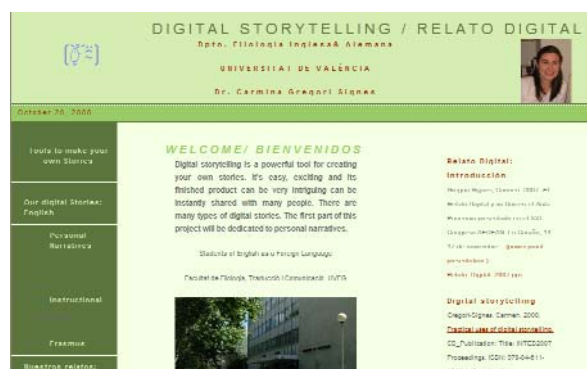 DIGITAL STORYTELLING / RELATO DIGITAL
Dpto. Filología Inglesa& Alemana
UNIVERSITAT DE VALÈNCIA
Dr. Carmina Gregori Signes
October 20, 2008
Tools to make your
own Stories
Our digital Stories:
English
Personal
Narratives
Instructional
Erasmus
Nuestros relatos:
WELCOME/ BIENVENIDOS
Digital storytelling is a powerful tool for creating
your own stories. It's easy, exciting and its
finished product can be very intriguing can be
instantly shared with many people. There are
many types of digital stories. The first part of this
project will be dedicated to personal narratives.
Students of English as a Foreign Language
Facultat de Filologia, Traducció i Comunicació. UVEG
Relato Digital:
Introducción
Relato Digital 2007.pps
Digital storytelling
Gregori-Signes, Carmen. 2008.
Practical uses of digital storytelling.
CD_Publication: Title: INTED2007
Proceedings. ISBN: 978-84-611-